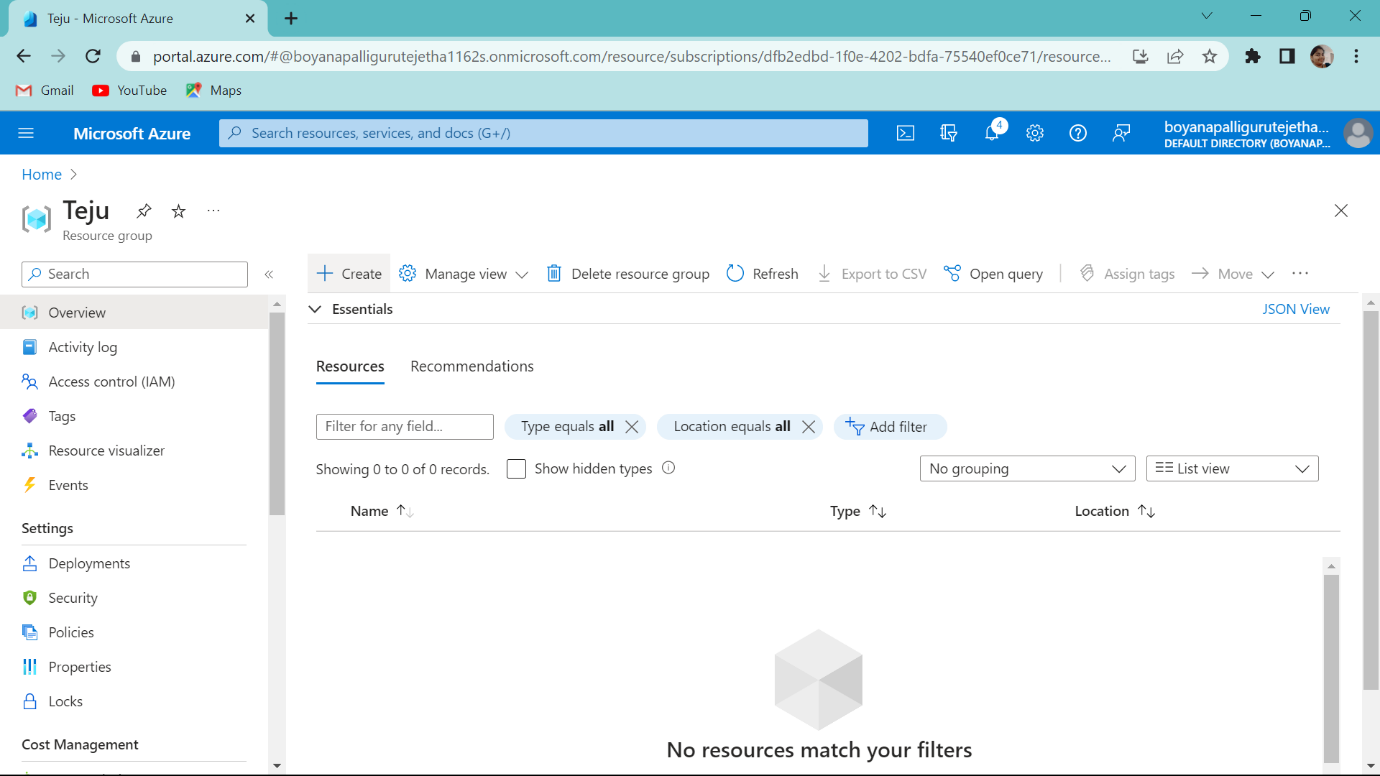 Teju - Microsoft Azure
portal.azure.com/#@boyanapalligurutejetha1162s.onmicrosoft.com/resource/subscriptions/dfb2edbd-1f0e-4202-bdfa-75540ef0ce71/resource...
Gmail YouTube Maps
Microsoft Azure Search resources, services, and docs (G+/) 4 boyanapalligurutejetha...
DEFAULT DIRECTORY (BOYANAP...
Home
Teju
Resource group
Search « Create Manage view Delete resource group Refresh Export to CSV Open query Assign tags Move
Overview Essentials JSON View
Activity log
Resources Recommendations
Access control (IAM)
Tags Filter for any field... Type equals all Location equals all Add filter
Resource visualizer
Showing 0 to 0 of 0 records. Show hidden types No grouping List view
Events
Name Type Location
Settings
Deployments
Security
Policies
Properties
Locks
Cost Management
No resources match your filters